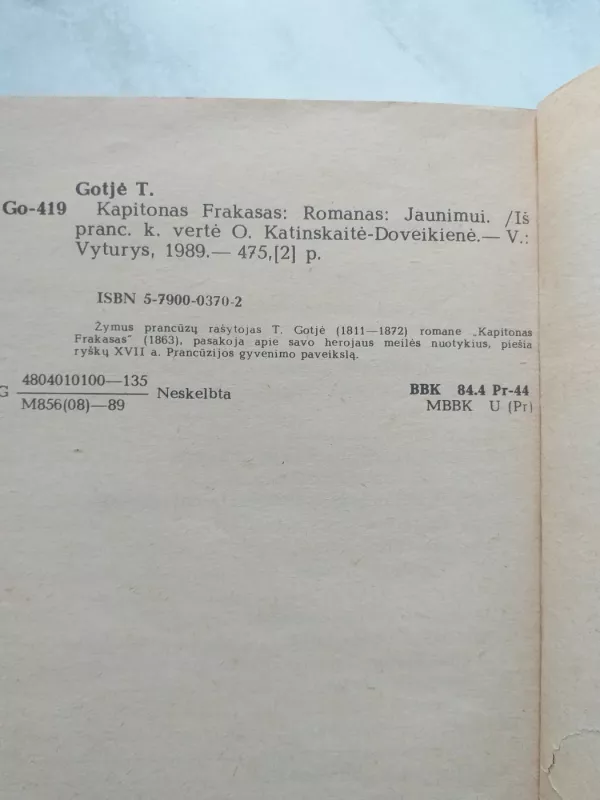 Gotjė T.
Go-419 Kapitonas Frakasas: Romanas: Jaunimui. /Iš
pranc. k. vertė O. Katinskaitė-Doveikienė.— V.:
Vyturys, 1989.— 475,[2] p.
ISBN 5-7900-0370-2
Žymus prancūzų rašytojas T. Gotjė (1811—1872) romane „Kapitonas
Frakasas" (1863), pasakoja apie savo herojaus meilės nuotykius, piešia
ryškų XVII a. Prancūzijos gyvenimo paveikslą.
4804010100—135
G Neskelbta
M856(08)—89
BBK 84.4 Pr-44
MBBK U (Pr)